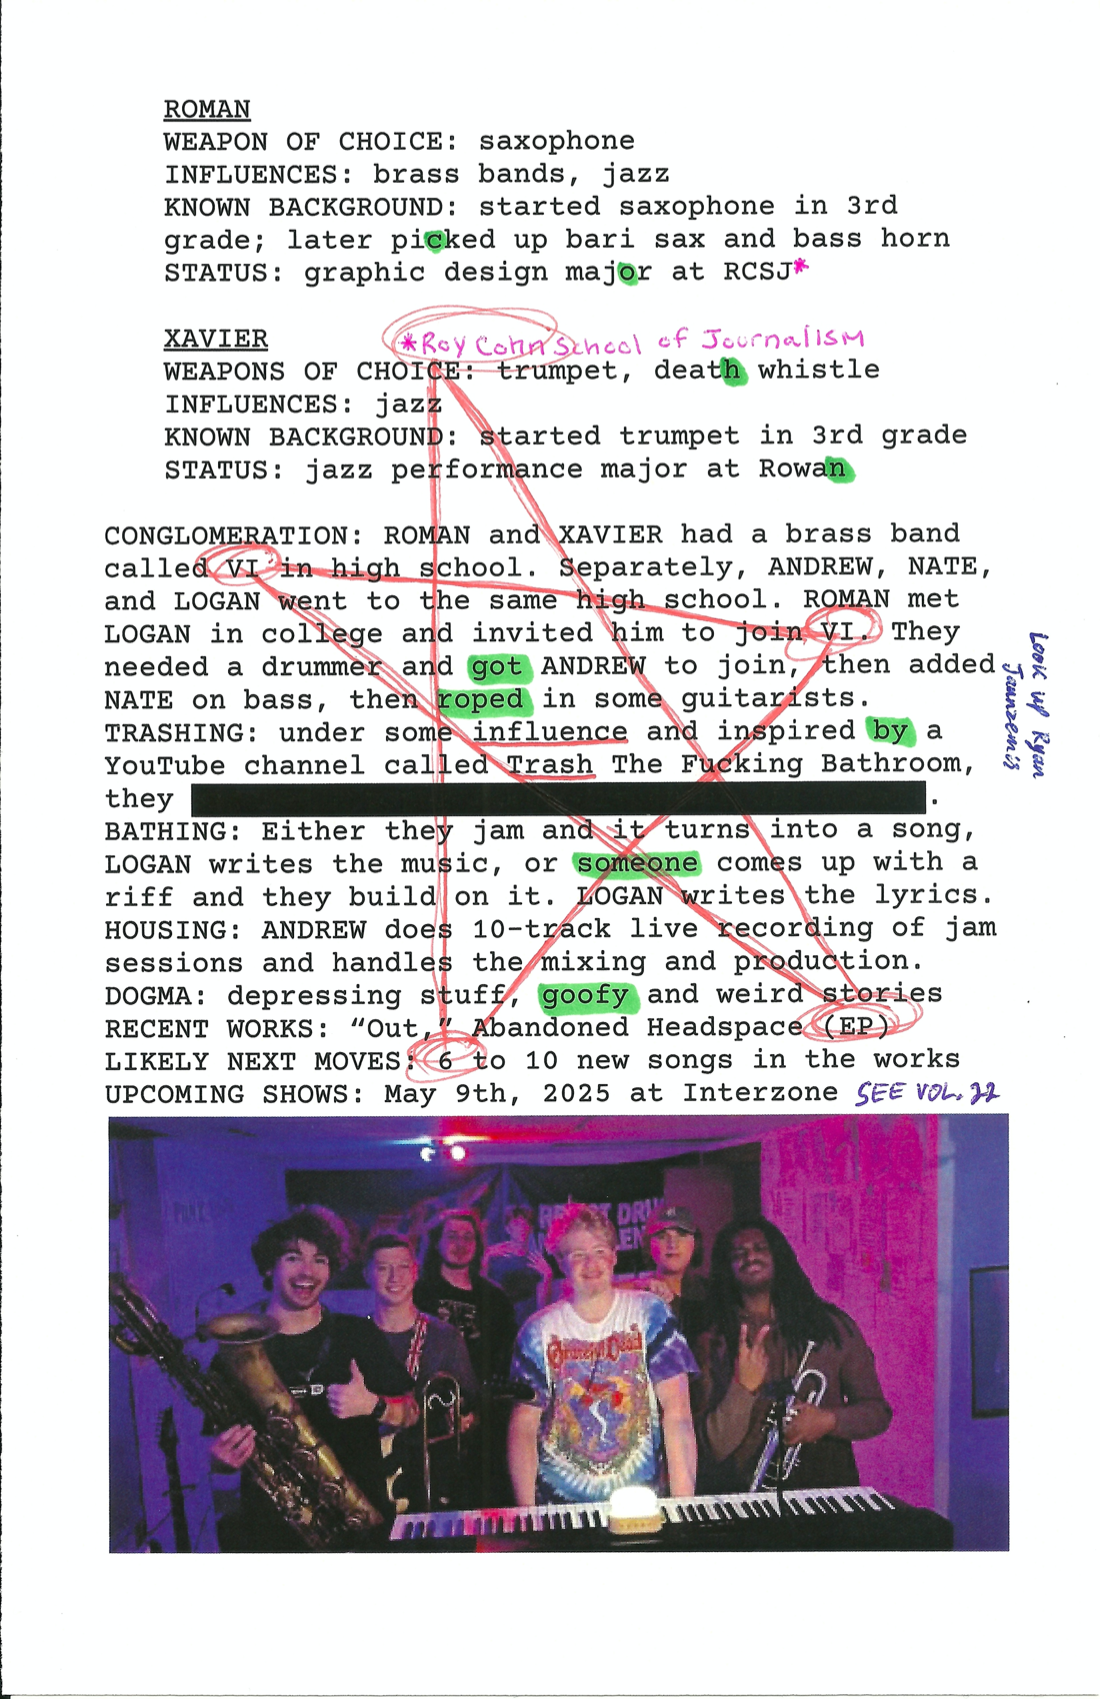 ROMAN
WEAPON OF CHOICE: saxophone
INFLUENCES: brass bands, jazz
KNOWN BACKGROUND: started saxophone in 3rd
grade; later picked up bari sax and bass horn
STATUS: graphic design major at RCSJ*
XAVIER
*Roy Cohn School of Journalism
WEAPONS OF CHOICE: trumpet, death whistle
INFLUENCES: jazz
KNOWN BACKGROUND: started trumpet in 3rd grade
STATUS: jazz performance major at Rowan
CONGLOMERATION: ROMAN and XAVIER had a brass band
called VI in high school. Separately, ANDREW, NATE,
and LOGAN went to the same high school. ROMAN met
LOGAN in college and invited him to join VI. They
needed a drummer and got ANDREW to join, then added
NATE on bass, then roped in some guitarists.
TRASHING: under some influence and inspired by a
YouTube channel called Trash The Fucking Bathroom,
they .
BATHING: Either they jam and it turns into a song,
LOGAN writes the music, or someone comes up with a
riff and they build on it. LOGAN writes the lyrics.
HOUSING: ANDREW does 10-track live recording of jam
sessions and handles the mixing and production.
DOGMA: depressing stuff, goofy and weird stories
RECENT WORKS: “Out,” Abandoned Headspace (EP)
LIKELY NEXT MOVES: 6 to 10 new songs in the works
UPCOMING SHOWS: May 9th, 2025 at Interzone SEE VOL. 22
Look up Ryan
Grateful Dead